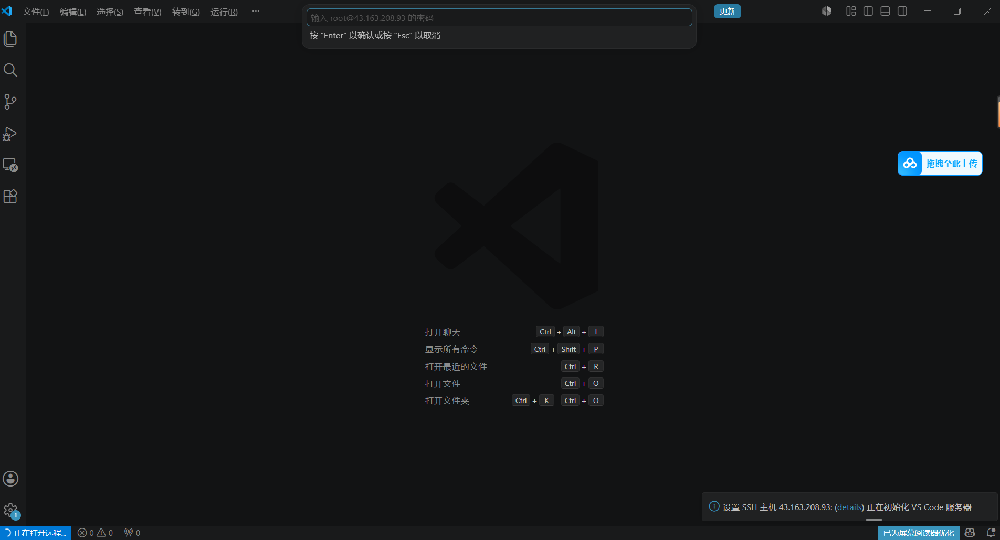 文件(F) 编辑(E) 选择(S) 查看(V) 转到(G) 运行(R) ···
输入 root@43.163.208.93 的密码
更新
按 "Enter" 以确认或按 "Esc" 以取消
拖拽至此上传
打开聊天 Ctrl + Alt + I
显示所有命令 Ctrl + Shift + P
打开最近的文件 Ctrl + R
打开文件 Ctrl + O
打开文件夹 Ctrl + K Ctrl + O
设置 SSH 主机 43.163.208.93: (details) 正在初始化 VS Code 服务器
1
正在打开远程... 0 0 0 已为屏幕阅读器优化